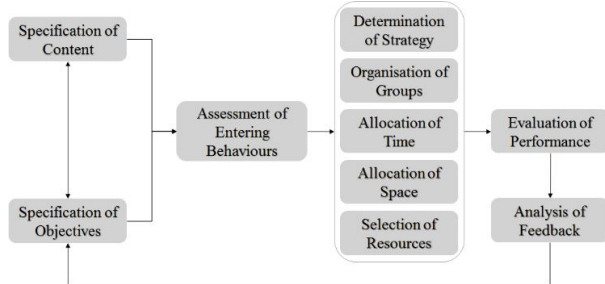 Specification of
Content
Specification of
Objectives
Assessment of
Entering
Behaviours
Determination
of Strategy
Organisation of
Groups
Allocation of
Time
Allocation of
Space
Selection of
Resources
Evaluation of
Performance
Analysis of
Feedback